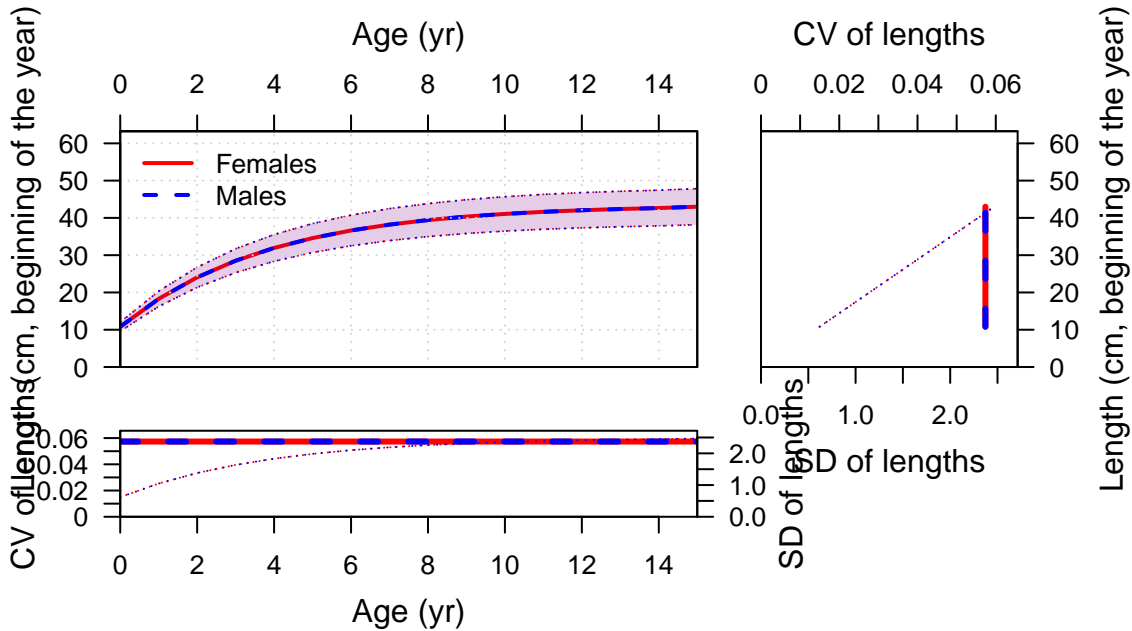 Age (yr)
CV of lengths
0 2 4 6 8 10 12 14
0 0.02 0.04 0.06
Length (cm, beginning of the year)
60
50
40
30
20
10
0
Females
Males
60
50
40
30
20
10
0
Length (cm, beginning of the year)
0.0 1.0 2.0
SD of lengths
CV of lengths
0.06
0.04
0.02
0
2.0
1.0
0.0
SD of lengths
0 2 4 6 8 10 12 14
Age (yr)